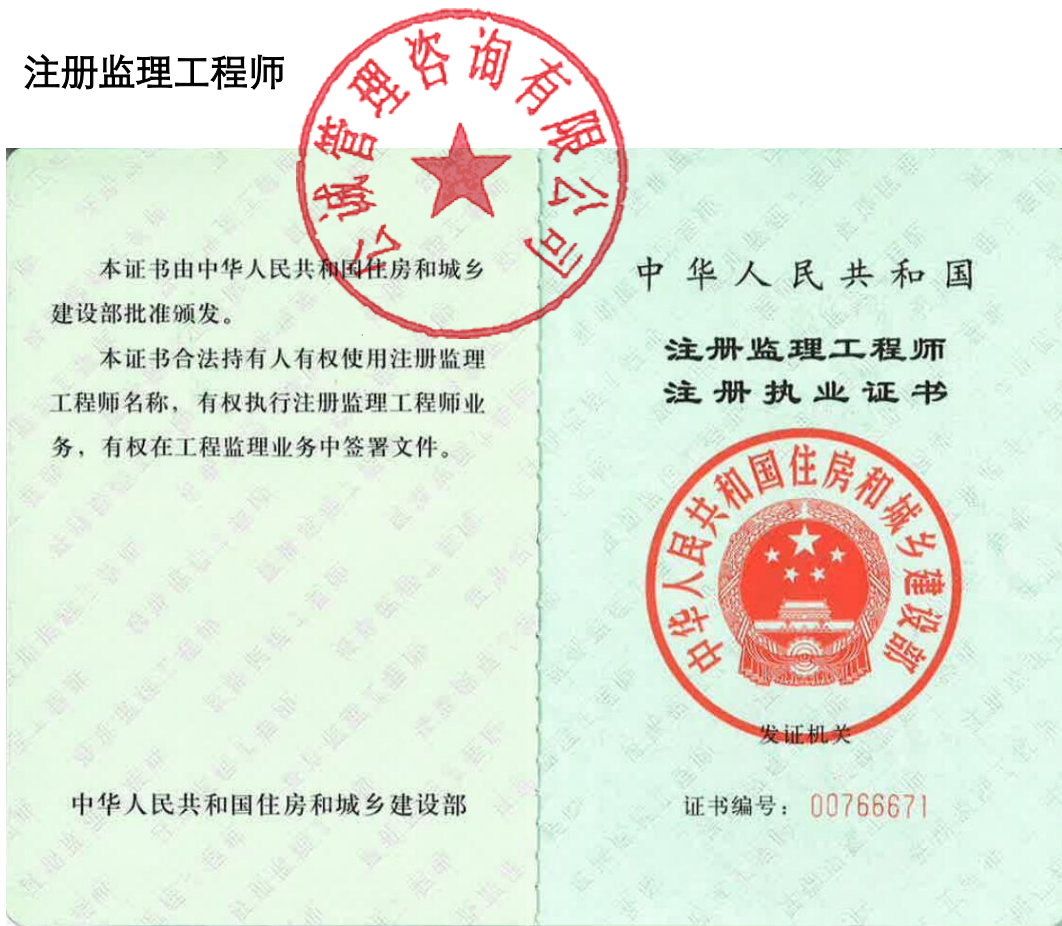 注册监理工程师
公诚管理咨询有限公司
本证书由中华人民共和国住房和城乡
建设部批准颁发。
本证书合法持有人有权使用注册监理
工程师名称，有权执行注册监理工程师业
务，有权在工程监理业务中签署文件。
中华人民共和国住房和城乡建设部
中华人民共和国
注册监理工程师
注册执业证书
中华人民共和国住房和城乡建设部
发证机关
证书编号：00766671